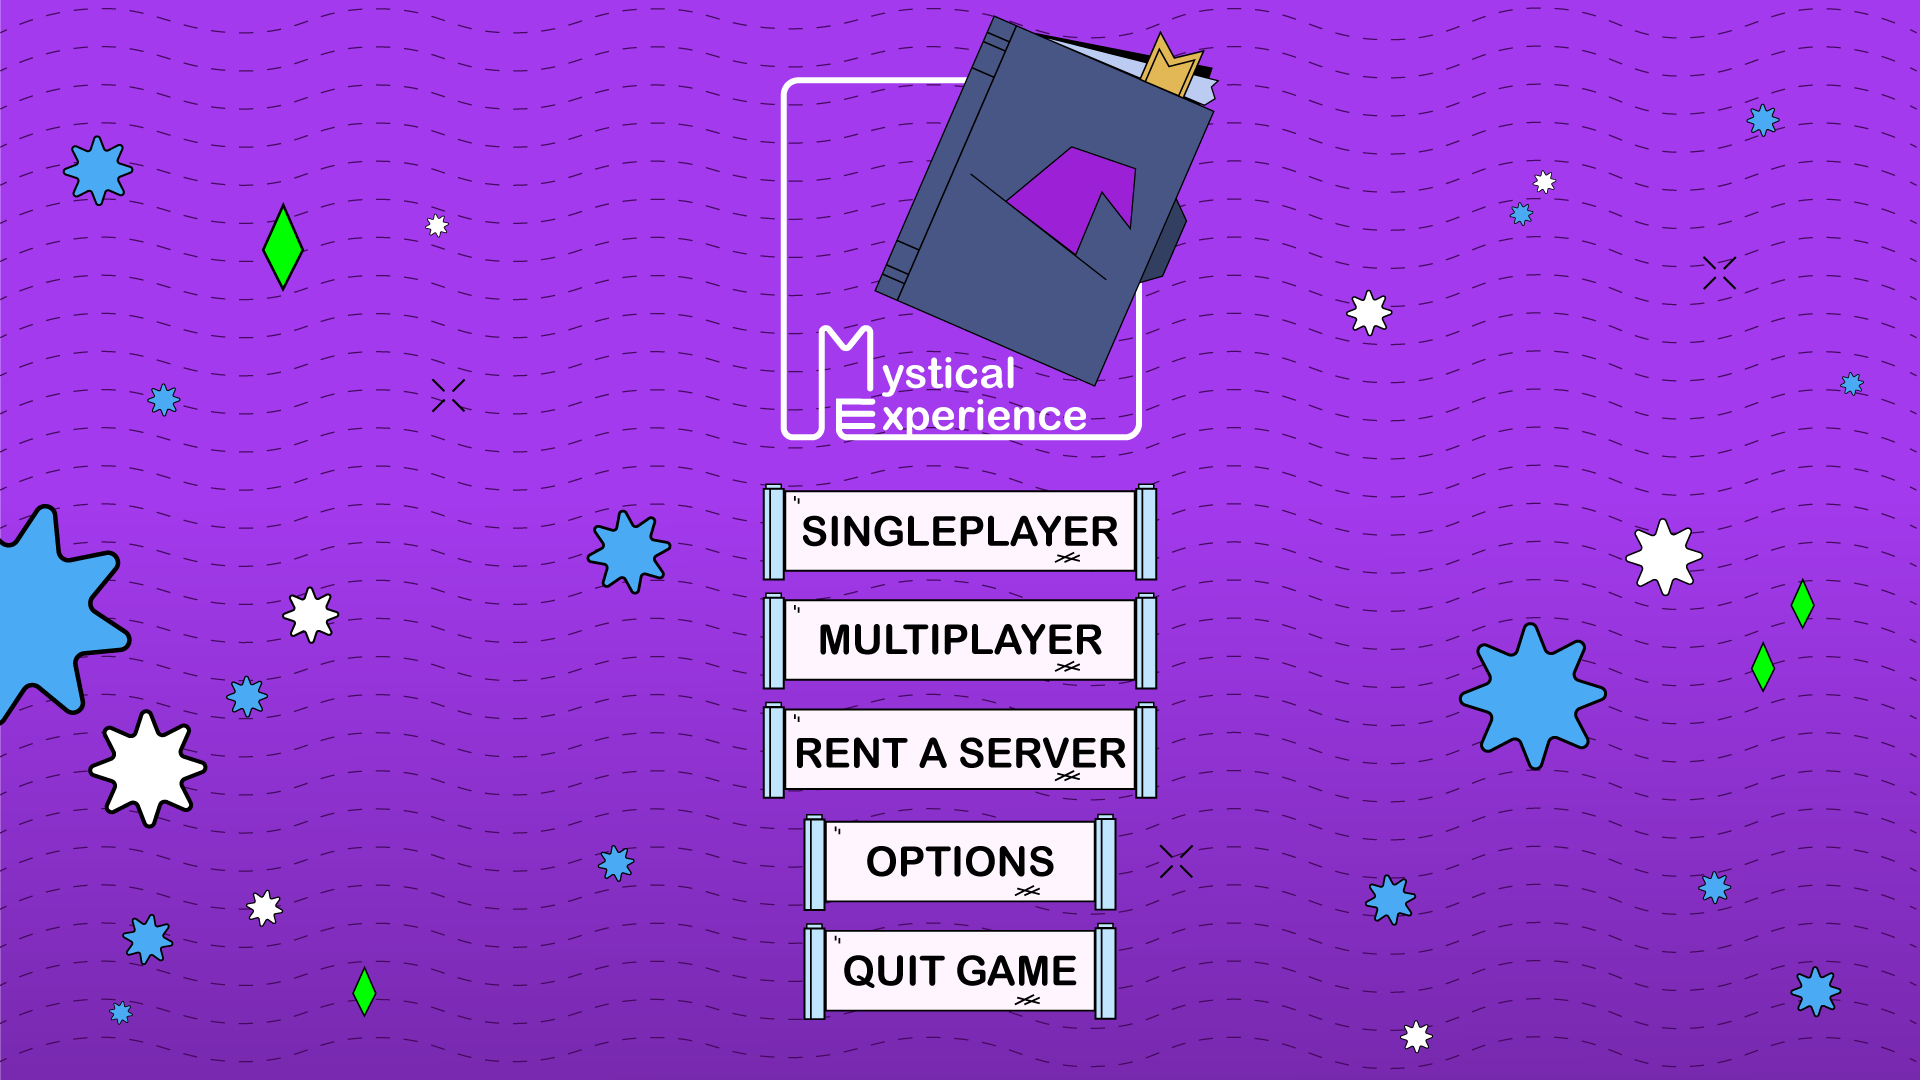 Mystical
Experience
SINGLEPLAYER
MULTIPLAYER
RENT A SERVER
OPTIONS
QUIT GAME